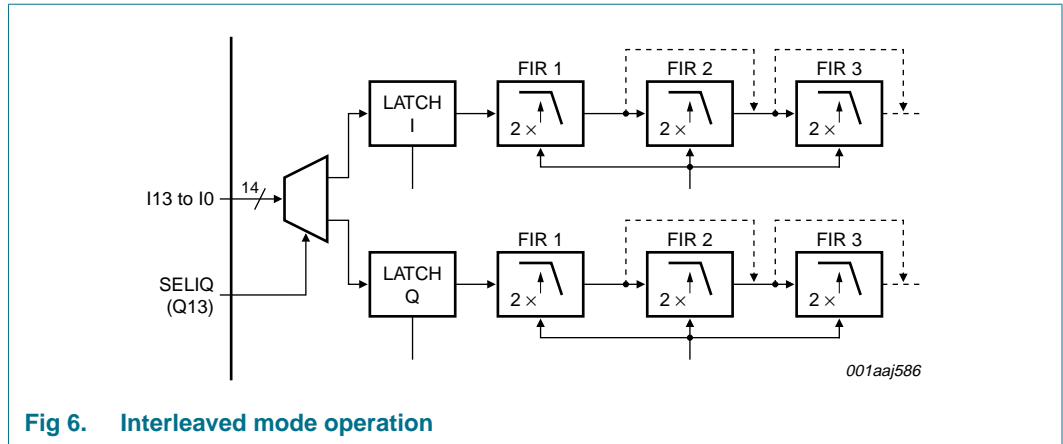 FIR 1
FIR 2
FIR 3
LATCH
I
2 ×
2 ×
2 ×
I13 to I0
14
SELIQ
(Q13)
FIR 1
FIR 2
FIR 3
LATCH
Q
2 ×
2 ×
2 ×
001aaj586
Fig 6. Interleaved mode operation